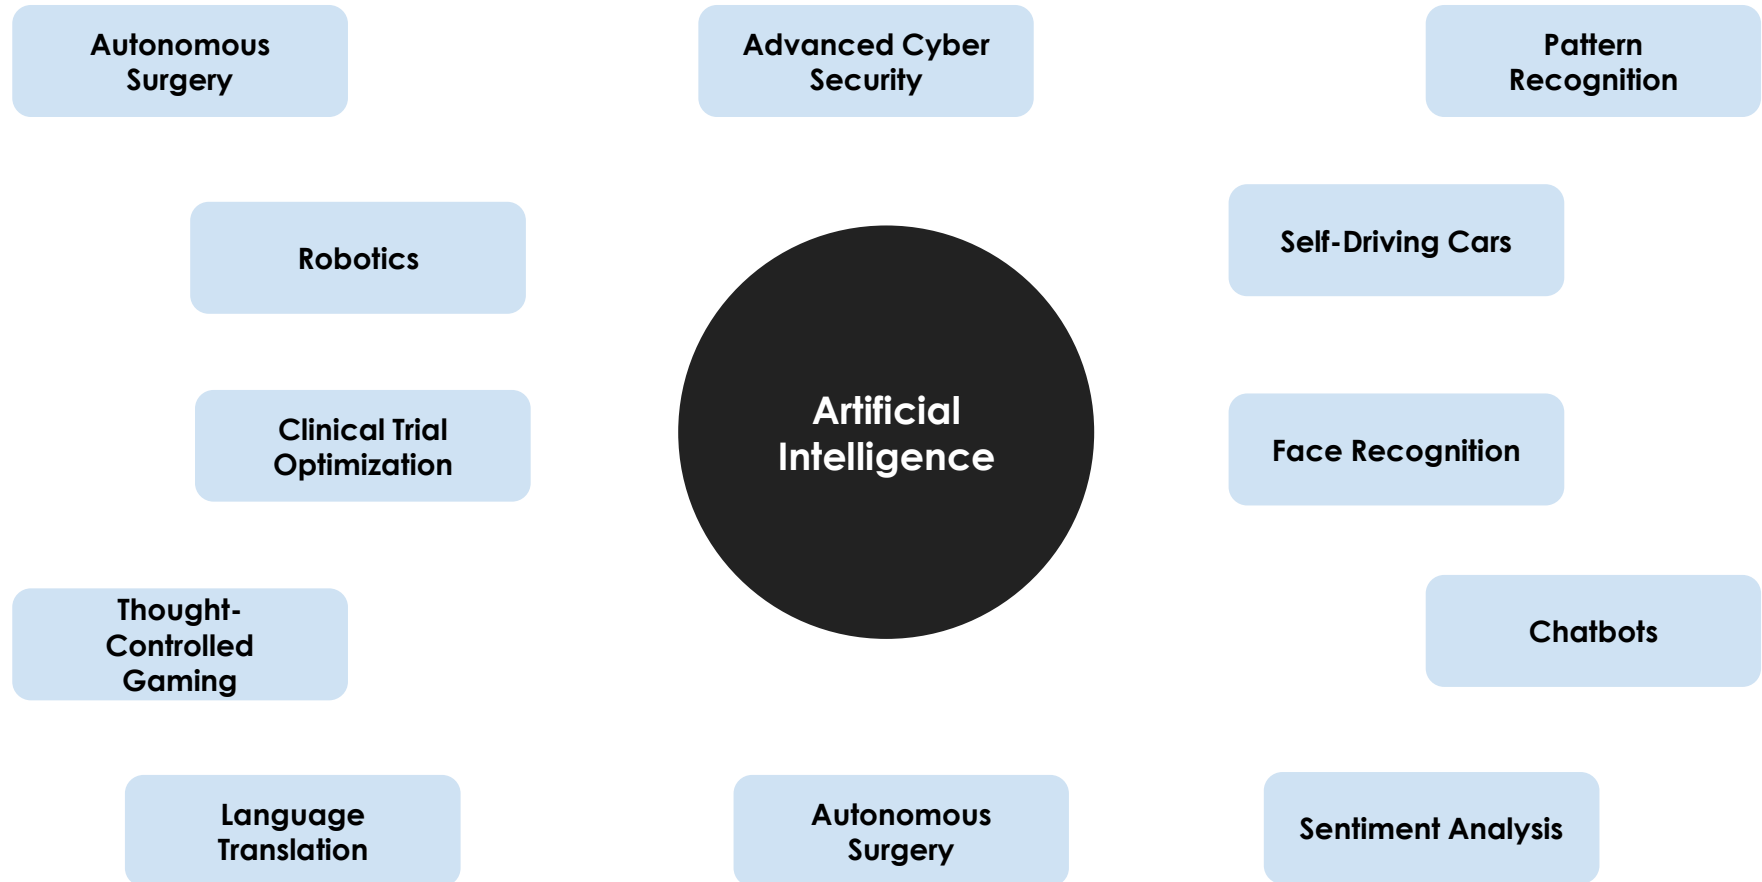 Autonomous
Surgery
Advanced Cyber
Security
Pattern
Recognition
Robotics
Self-Driving Cars
Artificial
Intelligence
Clinical Trial
Optimization
Face Recognition
Thought-
Controlled
Gaming
Chatbots
Language
Translation
Autonomous
Surgery
Sentiment Analysis